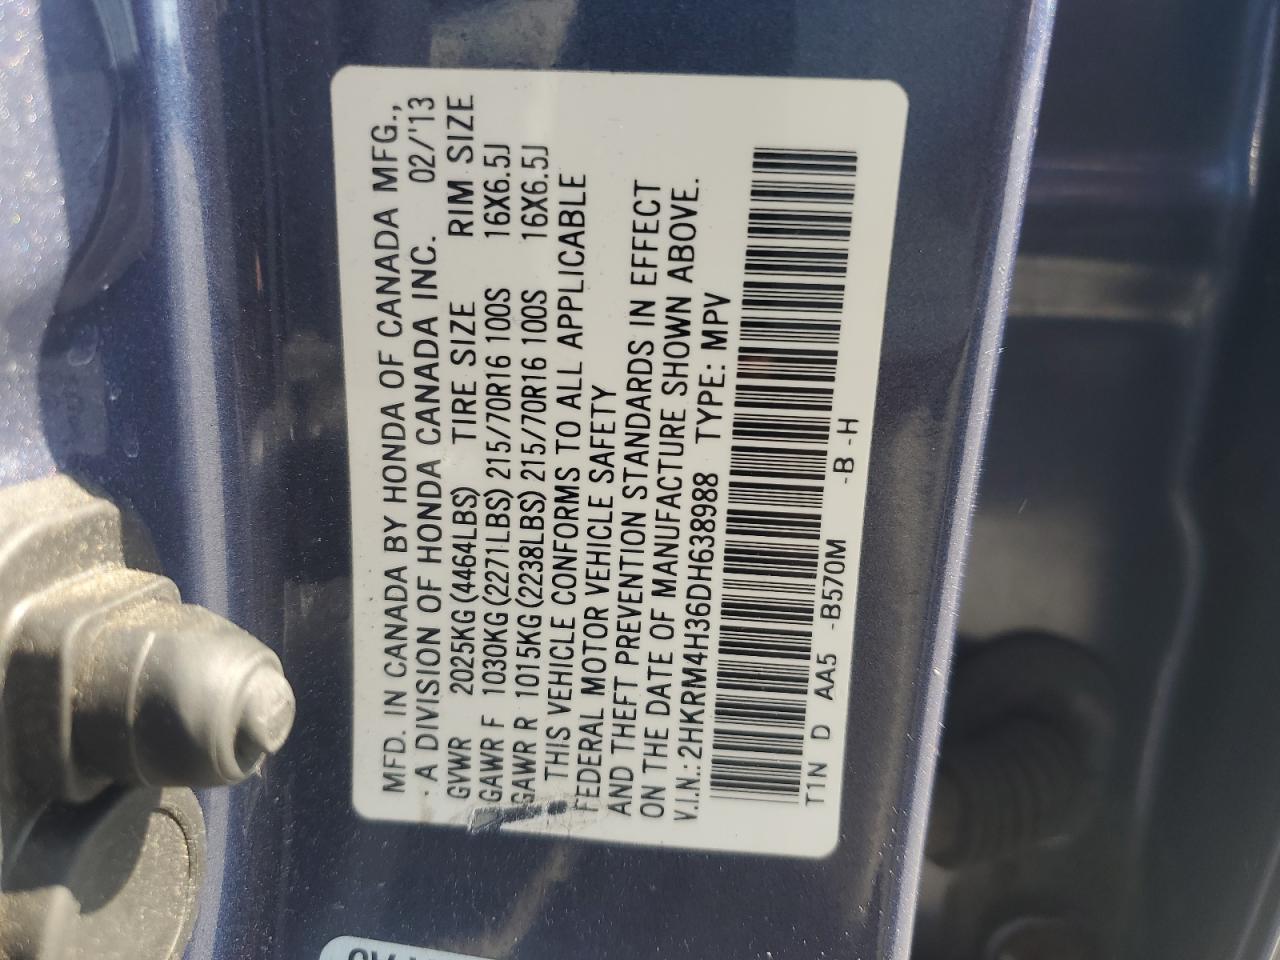 MFD. IN CANADA BY HONDA OF CANADA MFG.,
A DIVISION OF HONDA CANADA INC. 02/'13
GVWR 2025KG (4464LBS) TIRE SIZE RIM SIZE
GAWR F 1030KG (2271LBS) 215/70R16 100S 16X6.5J
GAWR R 1015KG (2238LBS) 215/70R16 100S 16X6.5J
THIS VEHICLE CONFORMS TO ALL APPLICABLE
FEDERAL MOTOR VEHICLE SAFETY
AND THEFT PREVENTION STANDARDS IN EFFECT
ON THE DATE OF MANUFACTURE SHOWN ABOVE.
V.I.N.: 2HKRM4H36DH638988 TYPE: MPV
T1N D AA5 -B570M -B -H